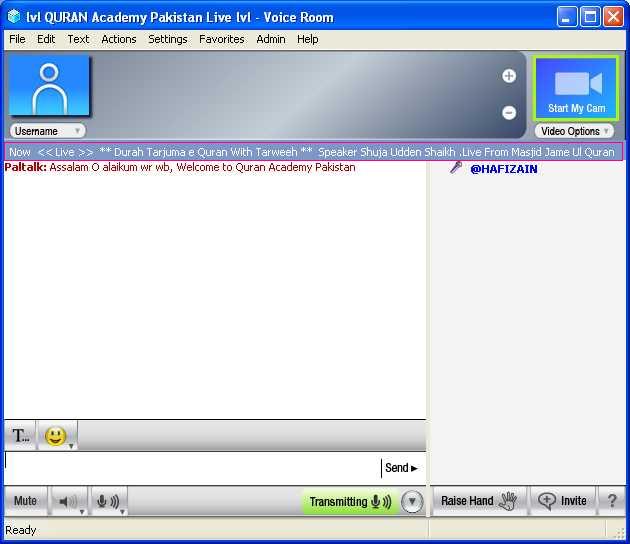 lvl QURAN Academy Pakistan Live lvl - Voice Room
File Edit Text Actions Settings Favorites Admin Help
Start My Cam
Username
Video Options
Now << Live >> ** Durah Tarjuma e Quran With Tarweeh ** Speaker Shuja Udden Shaikh ,Live From Masjid Jame Ul Quran
Paltalk: Assalam O alaikum wr wb, Welcome to Quran Academy Pakistan
@HAFIZAIN
T...
Send
Mute
Transmitting
Raise Hand
Invite
?
Ready